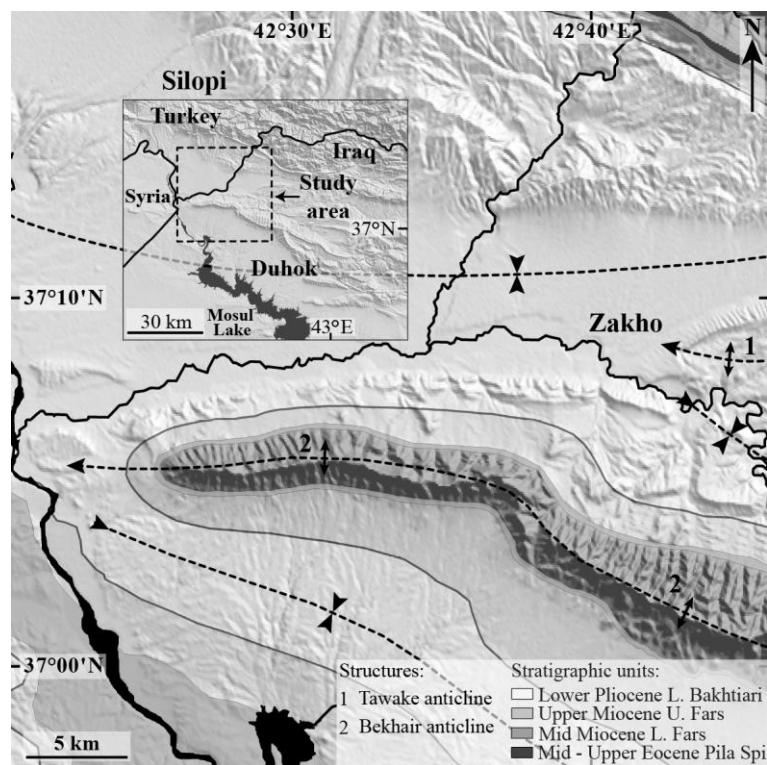 42°30'E 42°40'E
N
Silopi
Turkey
Iraq
Syria
Study
area
37°N
Duhok
37°10'N
Mosul
Lake
30 km
43°E
Zakho
1
2
2
37°00'N
5 km
Structures:
1 Tawake anticline
2 Bekhair anticline
Stratigraphic units:
Lower Pliocene L. Bakhtiari
Upper Miocene U. Fars
Mid Miocene L. Fars
Mid - Upper Eocene Pila Spi